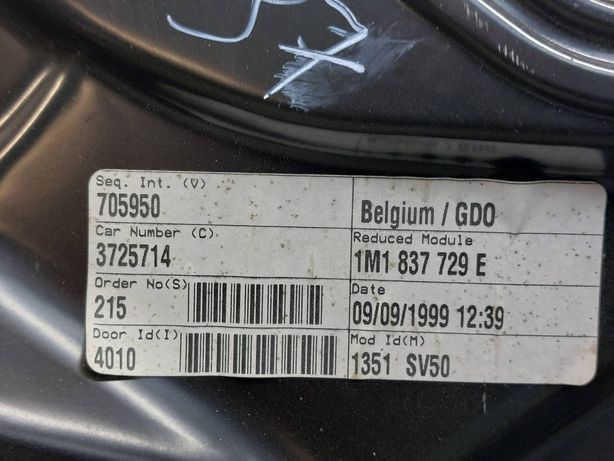 Seq. Int. (V)
705950
Belgium / GDO
Car Number (C).
3725714
Reduced Module
1M1 837 729 E
Order No(S)
215
Date
09/09/1999 12:39
Door Id(I)
4010
Mod Id(M)
1351 SV50